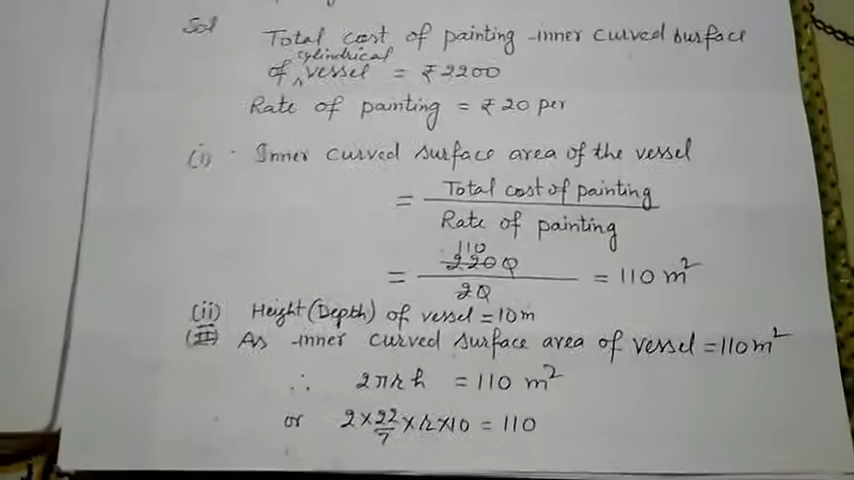 Sol Total cost of painting inner curved surface
of cylindrical vessel = ₹2200
Rate of painting = ₹20 per
(i) Inner curved surface area of the vessel
= Total cost of painting
Rate of painting
110
= 2200 = 110 m²
20
(ii) Height (Depth) of vessel = 10m
As inner curved surface area of vessel = 110m²
∴ 2πrh = 110 m²
or 2×22/7×r×10 = 110